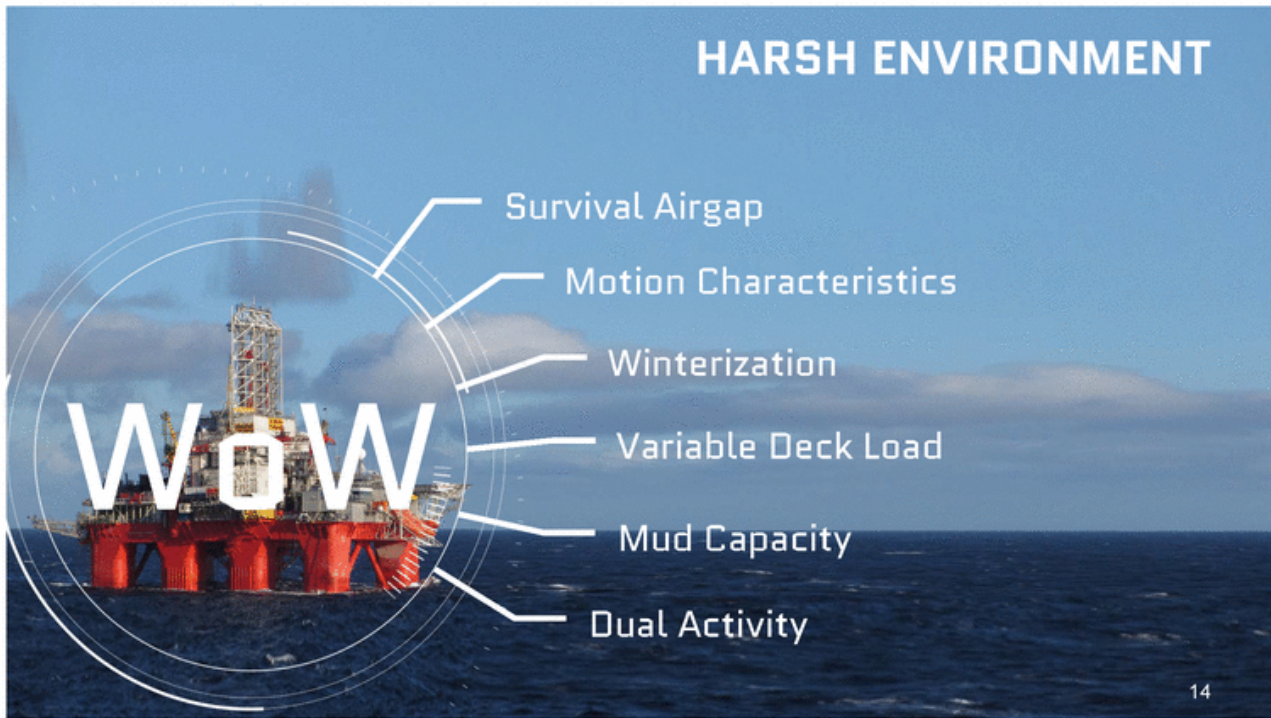 HARSH ENVIRONMENT
Survival Airgap
Motion Characteristics
Winterization
WoW
Variable Deck Load
Mud Capacity
Dual Activity
14